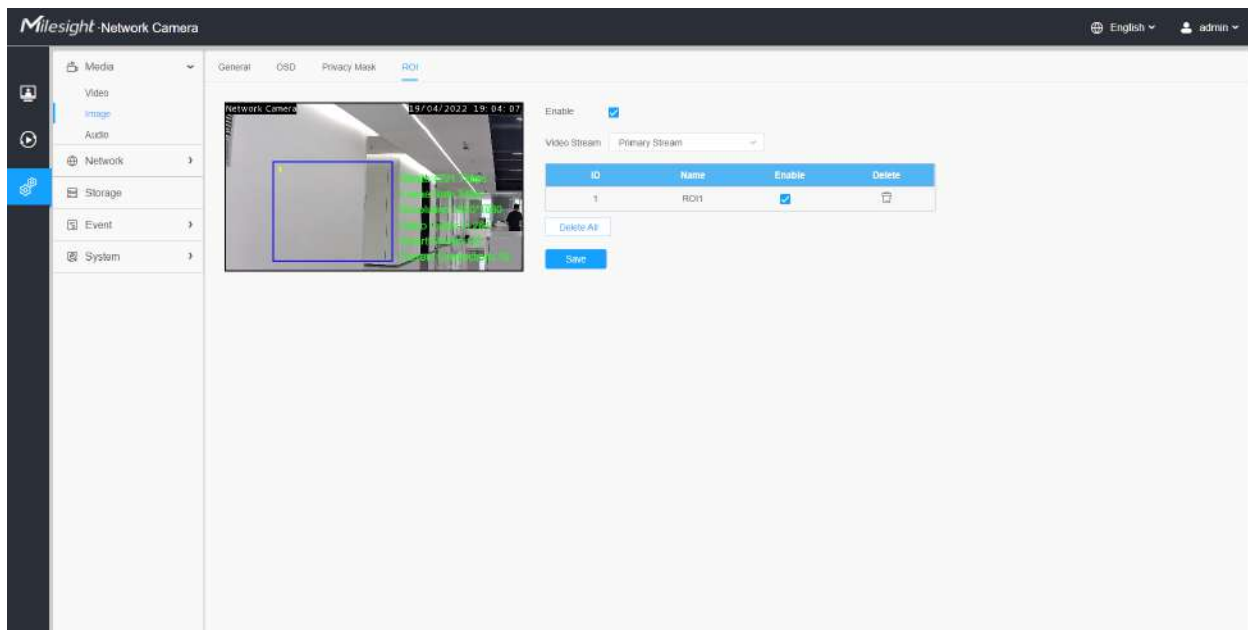 Milesight ·Network Camera
English
admin
Media
Video
Image
Audio
Network
Storage
Event
System
General OSD Privacy Mask ROI
Network Camera 19/04/2022 19:04:07
1
Enable
Video Stream Primary Stream
ID Name Enable Delete
1 ROI1
Delete All
Save